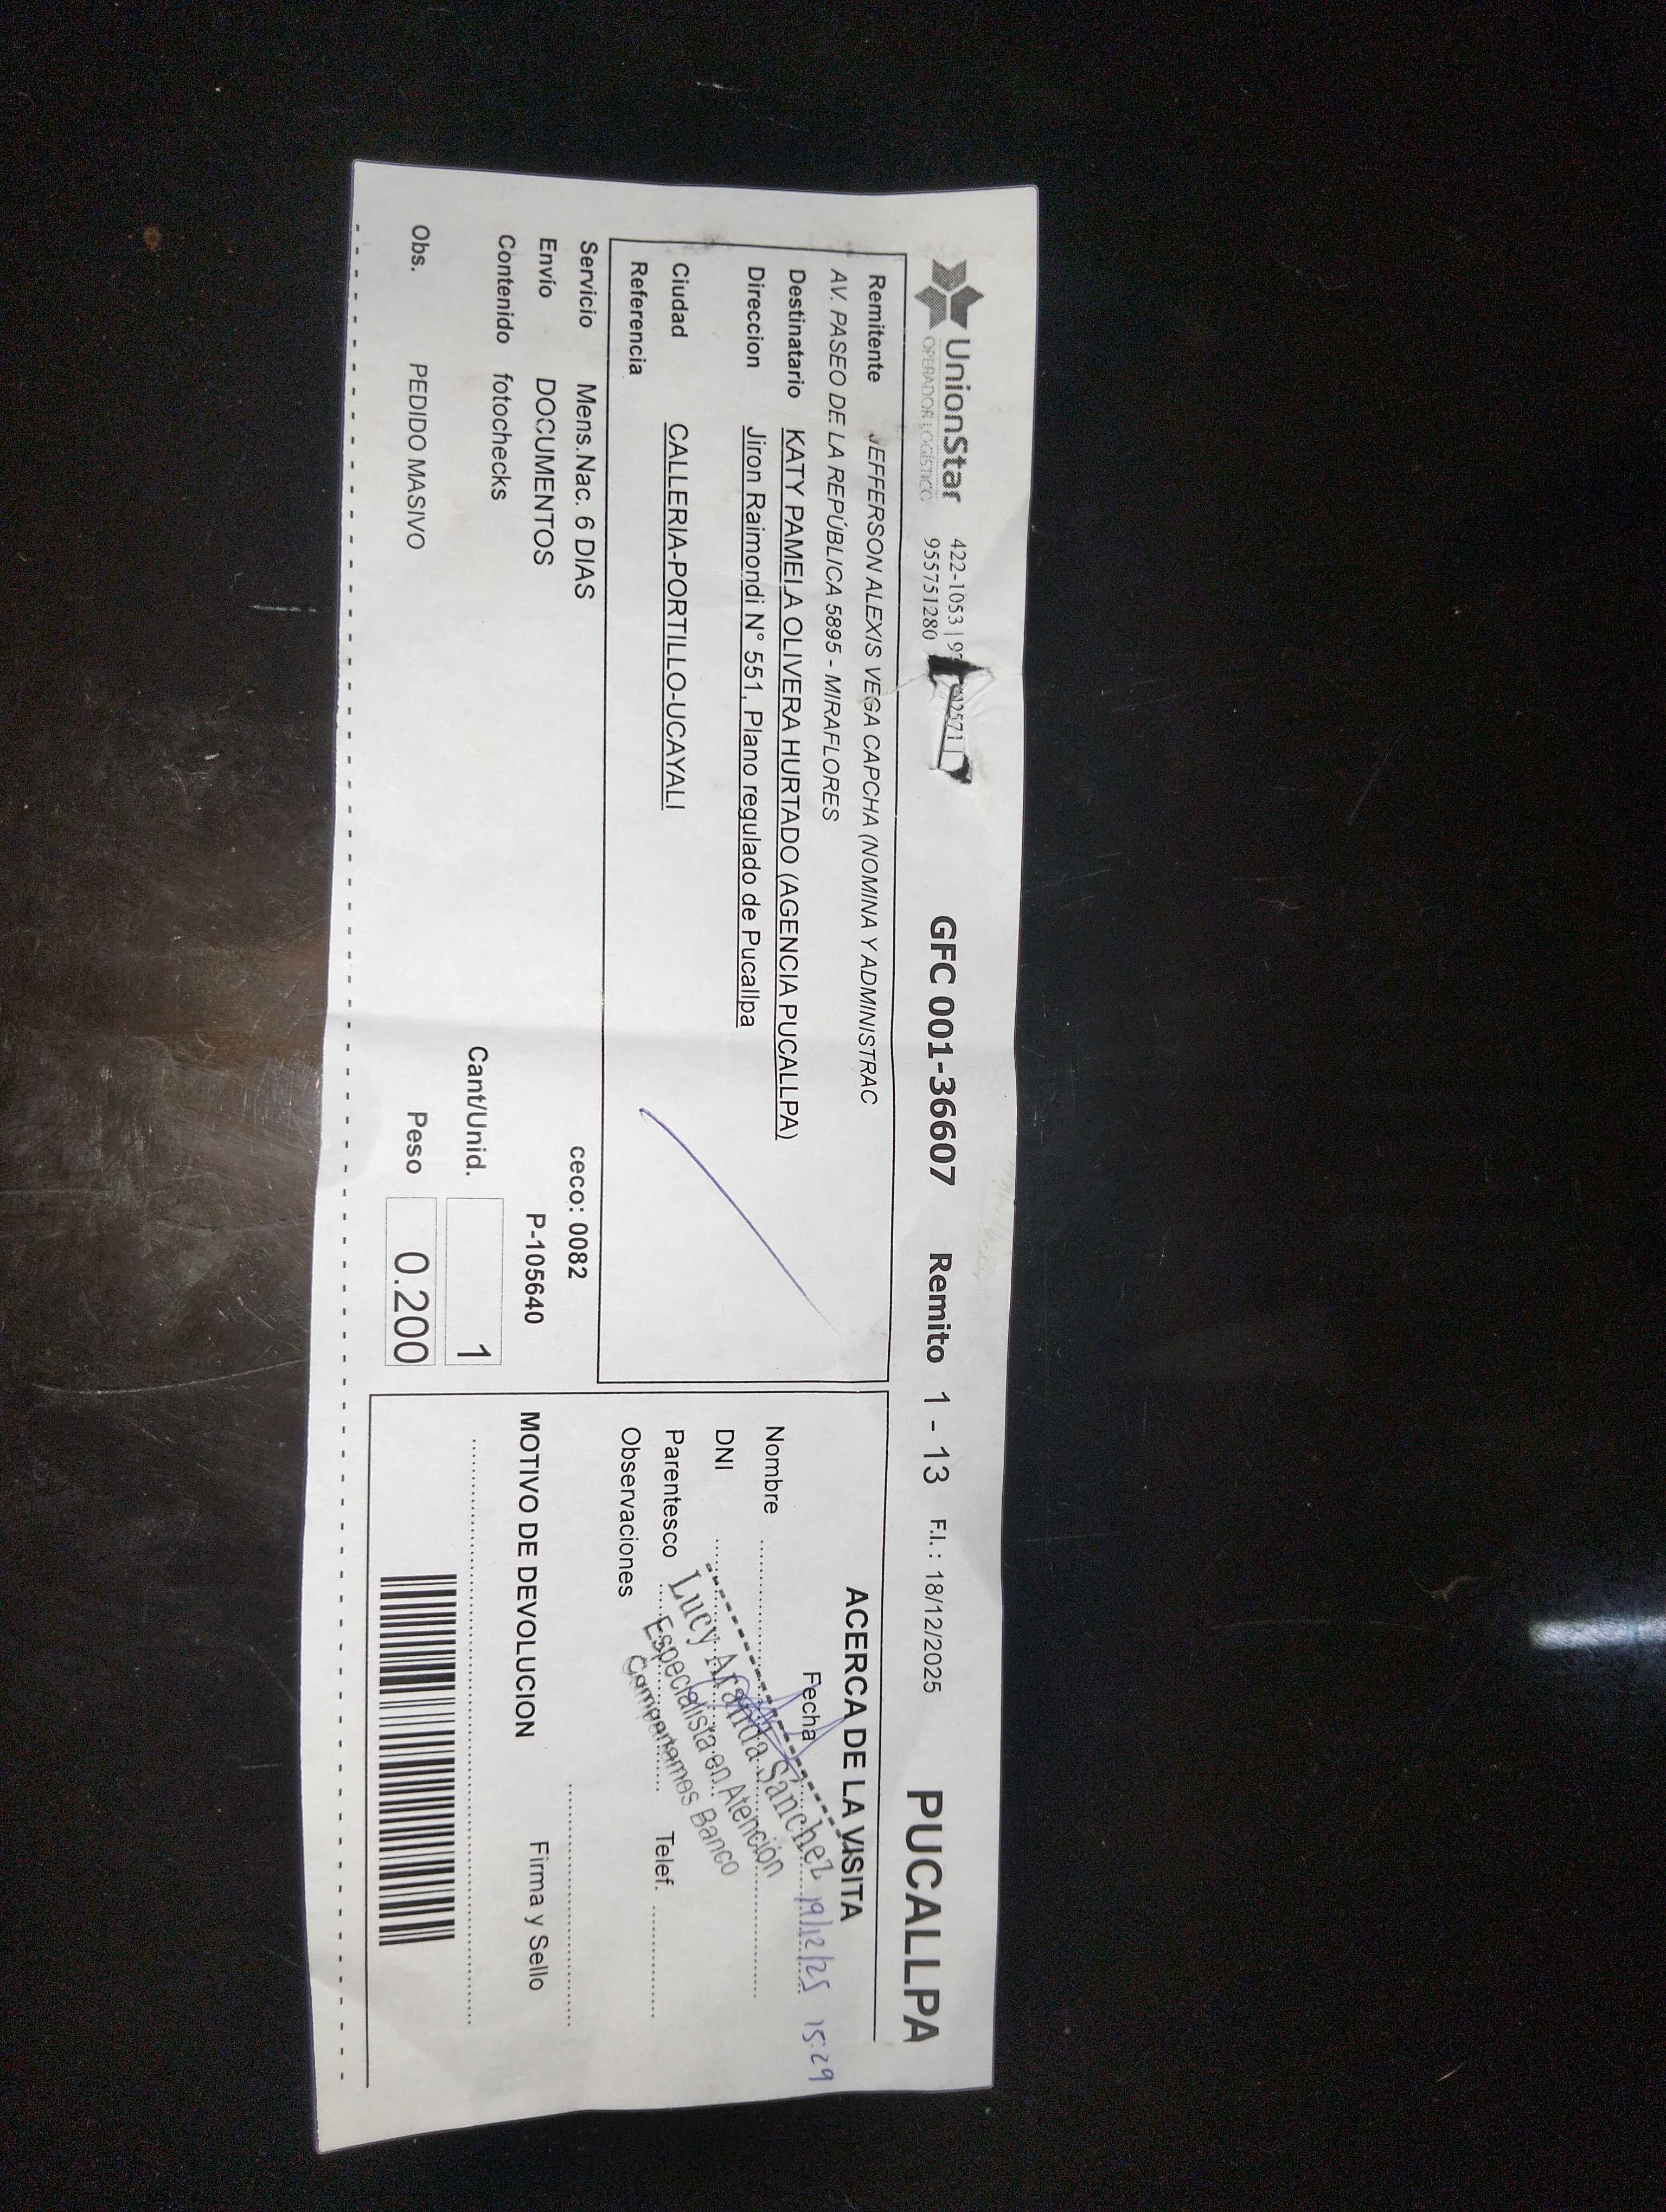 UnionStar
OPERADOR LOGÍSTICO
422-1053 | 9
955751280
GFC 001-36607 Remito 1 - 13 F.I.: 18/12/2025 PUCALLPA
Remitente JEFFERSON ALEXIS VEGA CAPCHA (NOMINA Y ADMINISTRAC
AV. PASEO DE LA REPÚBLICA 5895 - MIRAFLORES
Destinatario KATY PAMELA OLIVERA HURTADO (AGENCIA PUCALLPA)
Direccion Jiron Raimondi N° 551, Plano regulado de Pucallpa
Ciudad CALLERIA-PORTILLO-UCAYALI
Referencia
Servicio Mens.Nac. 6 DIAS ceco: 0082
Envío DOCUMENTOS P-105640
Contenido fotochecks
Cant/Unid. 1
Obs. PEDIDO MASIVO Peso 0.200
ACERCA DE LA VISITA
Fecha 19/12/25 15:29
Nombre
DNI
Parentesco Telef.
Observaciones
Lucy Aranda Sánchez
Especialista en Atención
Compartamos Banco
MOTIVO DE DEVOLUCION Firma y Sello